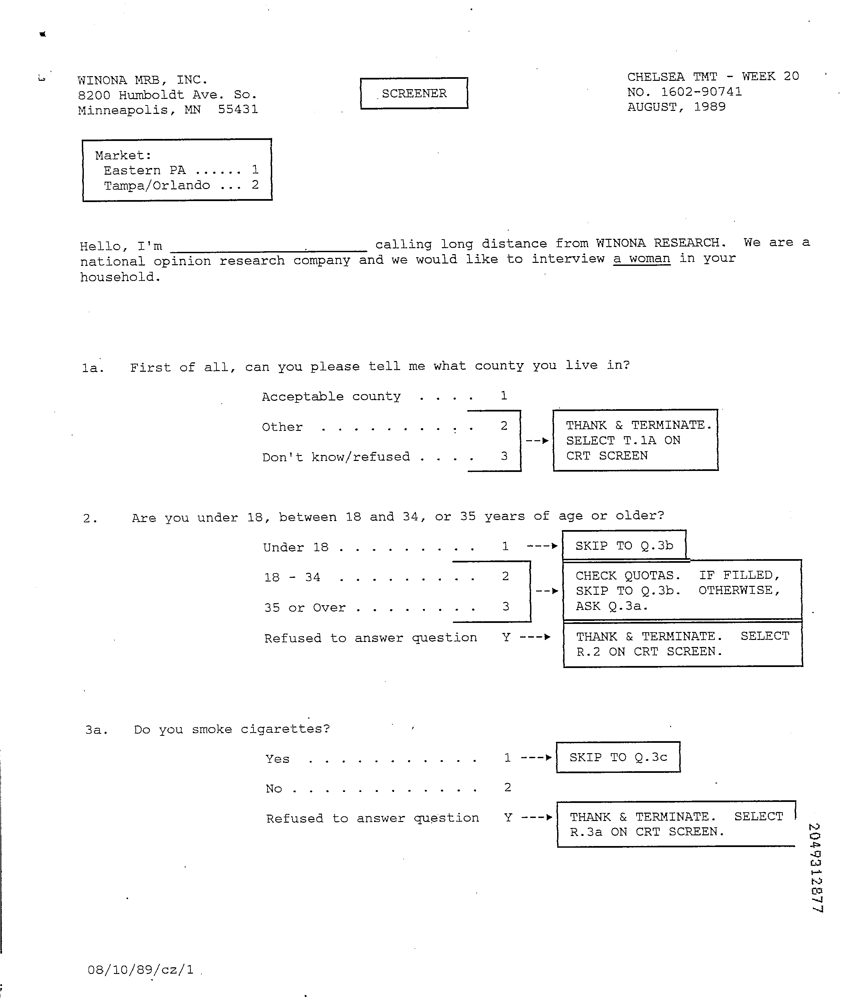 WINONA MRB, INC.
8200 Humboldt Ave. So.
Minneapolis, MN 55431
SCREENER
CHELSEA TMT - WEEK 20
NO. 1602-90741
AUGUST, 1989
Market:
Eastern PA ...... 1
Tampa/Orlando ... 2
Hello, I'm ____________________ calling long distance from WINONA RESEARCH. We are a
national opinion research company and we would like to interview a woman in your
household.
1a. First of all, can you please tell me what county you live in?
Acceptable county . . . . 1
Other . . . . . . . . . . 2
Don't know/refused . . . . 3
THANK & TERMINATE.
SELECT T.1A ON
CRT SCREEN
2. Are you under 18, between 18 and 34, or 35 years of age or older?
Under 18 . . . . . . . . . 1 ---> SKIP TO Q.3b
18 - 34 . . . . . . . . . 2
35 or Over . . . . . . . . 3
CHECK QUOTAS. IF FILLED,
SKIP TO Q.3b. OTHERWISE,
ASK Q.3a.
Refused to answer question Y ---> THANK & TERMINATE. SELECT
R.2 ON CRT SCREEN.
3a. Do you smoke cigarettes?
Yes . . . . . . . . . . . 1 ---> SKIP TO Q.3c
No . . . . . . . . . . . . 2
Refused to answer question Y ---> THANK & TERMINATE. SELECT
R.3a ON CRT SCREEN.
2049312877
08/10/89/cz/1